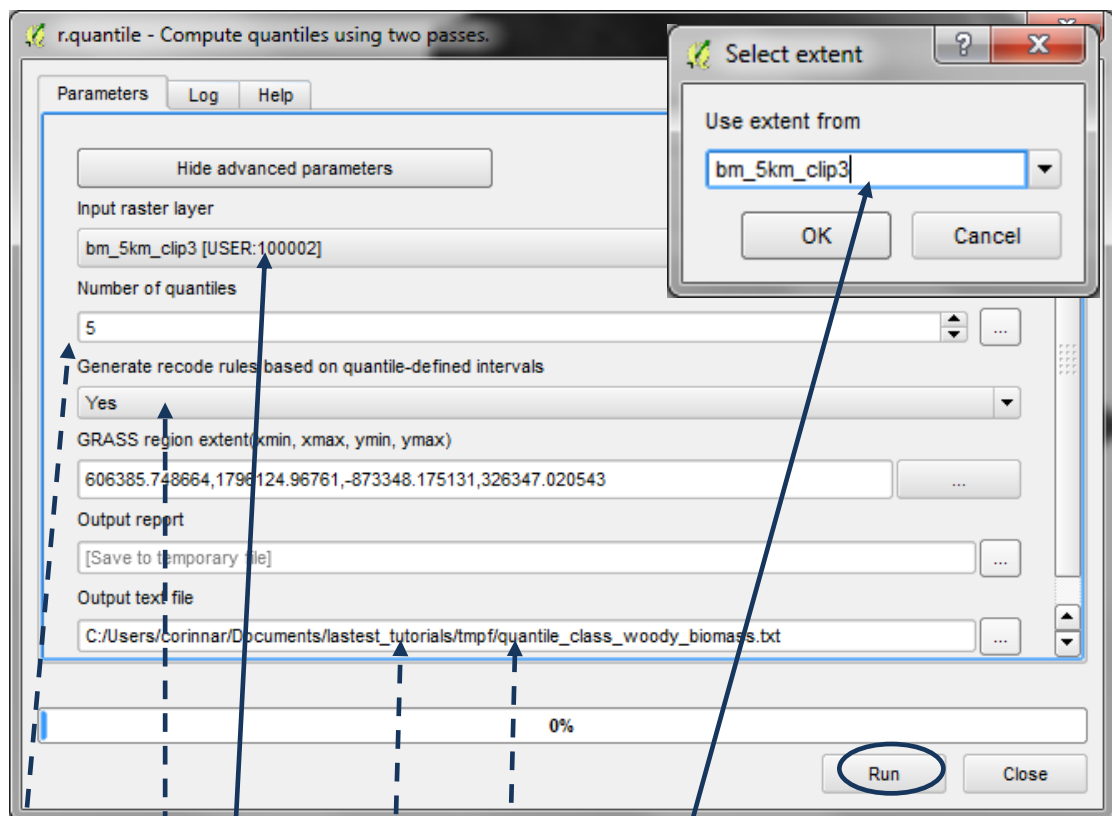 r.quantile - Compute quantiles using two passes.
Parameters Log Help
Hide advanced parameters
Input raster layer
bm_5km_clip3 [USER:100002]
Number of quantiles
5
...
Generate recode rules based on quantile-defined intervals
Yes
GRASS region extent(xmin, xmax, ymin, ymax)
606385.748664,1796124.96761,-873348.175131,326347.020543
...
Output report
[Save to temporary file]
...
Output text file
C:/Users/corinnar/Documents/lastest_tutorials/tmpf/quantile_class_woody_biomass.txt
...
0%
Run Close
Select extent
? X
Use extent from
bm_5km_clip3
OK Cancel